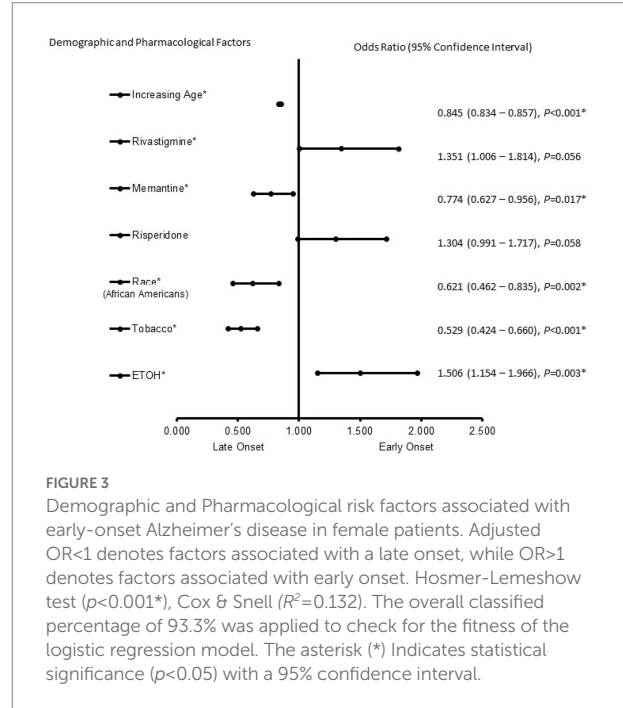 Demographic and Pharmacological Factors Odds Ratio (95% Confidence Interval)
Increasing Age* 0.845 (0.834 – 0.857), P<0.001*
Rivastigmine* 1.351 (1.006 – 1.814), P=0.056
Memantine* 0.774 (0.627 – 0.956), P=0.017*
Risperidone 1.304 (0.991 – 1.717), P=0.058
Race* 0.621 (0.462 – 0.835), P=0.002*
(African Americans)
Tobacco* 0.529 (0.424 – 0.660), P<0.001*
ETOH* 1.506 (1.154 – 1.966), P=0.003*
0.000 0.500 1.000 1.500 2.000 2.500
Late Onset Early Onset
FIGURE 3
Demographic and Pharmacological risk factors associated with
early-onset Alzheimer's disease in female patients. Adjusted
OR<1 denotes factors associated with a late onset, while OR>1
denotes factors associated with early onset. Hosmer-Lemeshow
test (p<0.001*), Cox & Snell (R²=0.132). The overall classified
percentage of 93.3% was applied to check for the fitness of the
logistic regression model. The asterisk (*) Indicates statistical
significance (p<0.05) with a 95% confidence interval.